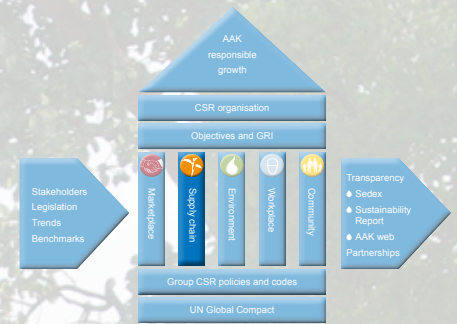 AAK
responsible
growth
CSR organisation
Objectives and GRI
Stakeholders
Legislation
Trends
Benchmarks
Marketplace
Supply chain
Environment
Workplace
Community
Transparency
Sedex
Sustainability
Report
AAK web
Partnerships
Group CSR policies and codes
UN Global Compact